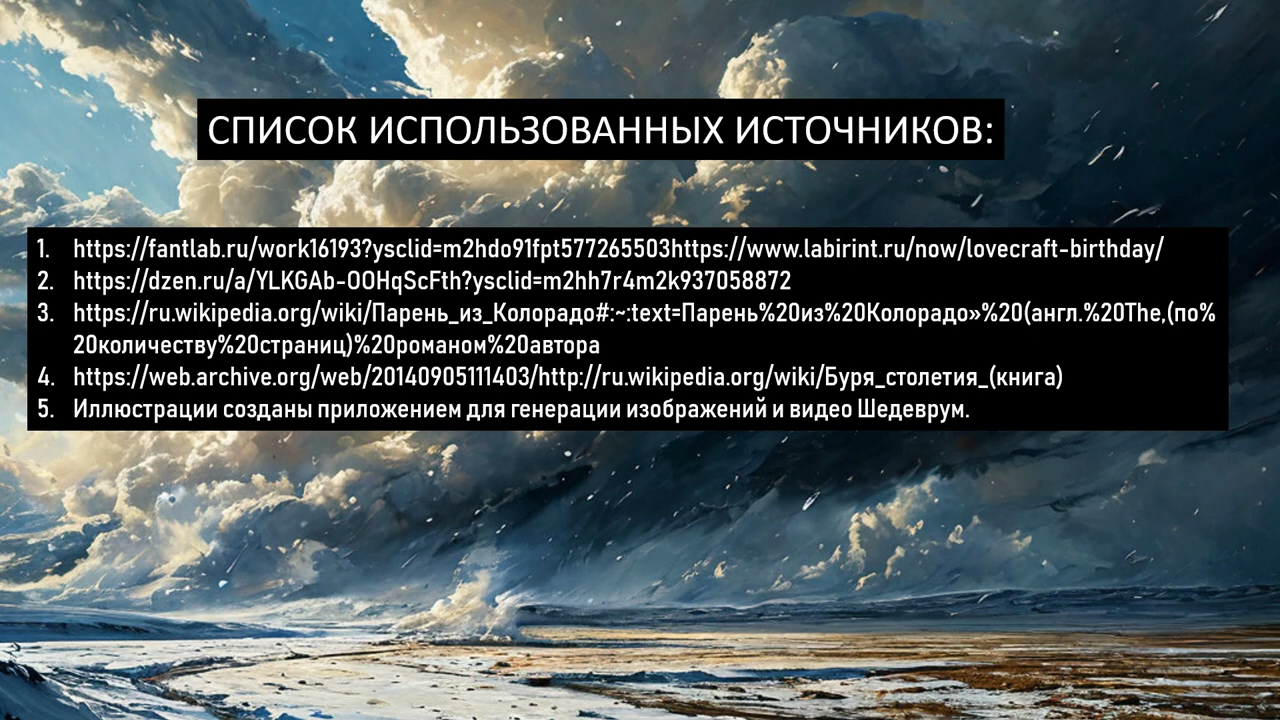 СПИСОК ИСПОЛЬЗОВАННЫХ ИСТОЧНИКОВ:
1. https://fantlab.ru/work16193?ysclid=m2hdo91fpt577265503https://www.labirint.ru/now/lovecraft-birthday/
2. https://dzen.ru/a/YLKGAb-OOHqScFth?ysclid=m2hh7r4m2k937058872
3. https://ru.wikipedia.org/wiki/Парень_из_Колорадо#:~:text=Парень%20из%20Колорадо»%20(англ.%20The,(по%
20количеству%20страниц)%20романом%20автора
4. https://web.archive.org/web/20140905111403/http://ru.wikipedia.org/wiki/Буря_столетия_(книга)
5. Иллюстрации созданы приложением для генерации изображений и видео Шедеврум.